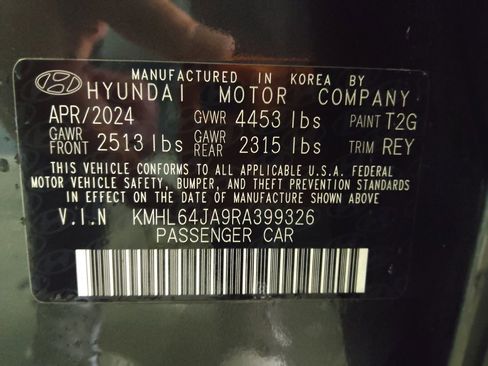 MANUFACTURED IN KOREA BY
HYUNDAI MOTOR COMPANY
APR/2024 GVWR 4453 lbs PAINT T2G
GAWR FRONT 2513 lbs GAWR REAR 2315 lbs TRIM REY
THIS VEHICLE CONFORMS TO ALL APPLICABLE U.S.A. FEDERAL
MOTOR VEHICLE SAFETY, BUMPER, AND THEFT PREVENTION STANDARDS
IN EFFECT ON THE DATE OF MANUFACTURE SHOWN ABOVE.
V.I.N KMHL64JA9RA399326
PASSENGER CAR